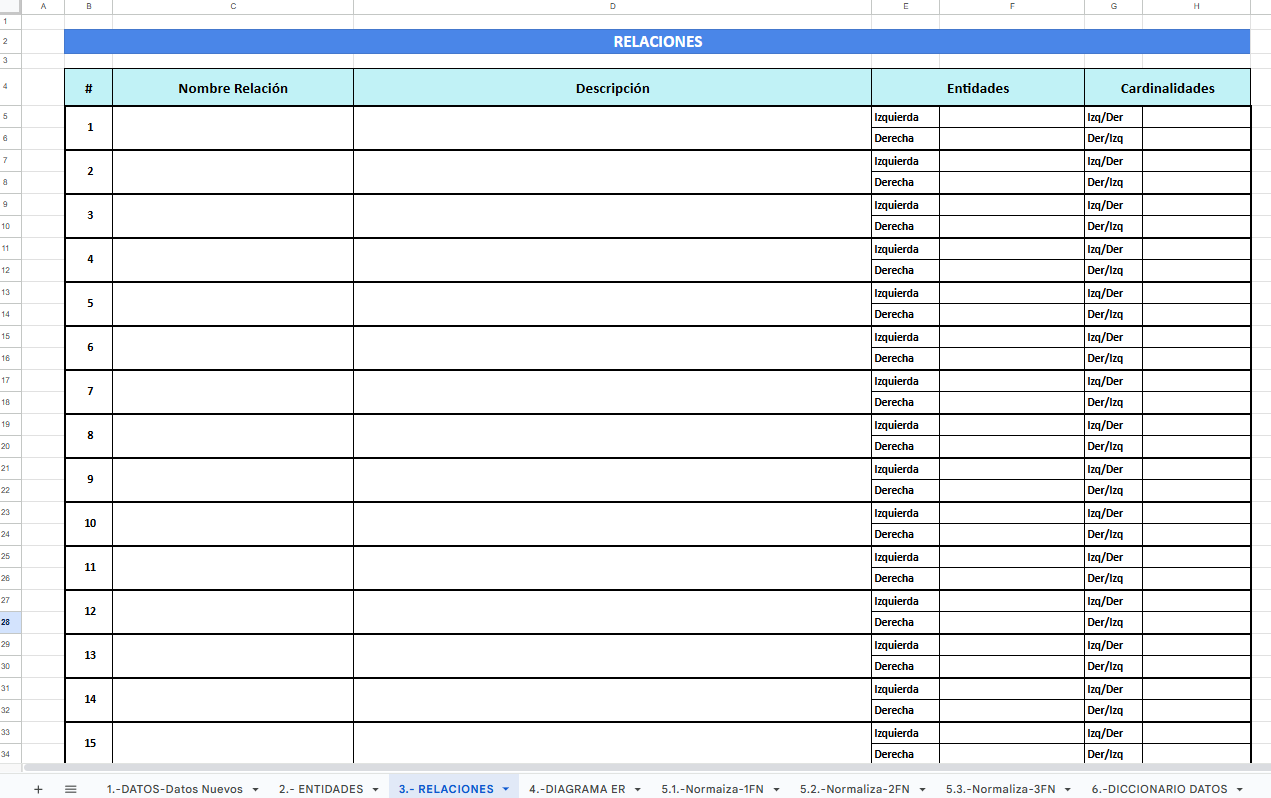 A B C D E F G H
1
2 RELACIONES
3
4 # Nombre Relación Descripción Entidades Cardinalidades
5 1 Izquierda Izq/Der
6 Derecha Der/Izq
7 2 Izquierda Izq/Der
8 Derecha Der/Izq
9 3 Izquierda Izq/Der
10 Derecha Der/Izq
11 4 Izquierda Izq/Der
12 Derecha Der/Izq
13 5 Izquierda Izq/Der
14 Derecha Der/Izq
15 6 Izquierda Izq/Der
16 Derecha Der/Izq
17 7 Izquierda Izq/Der
18 Derecha Der/Izq
19 8 Izquierda Izq/Der
20 Derecha Der/Izq
21 9 Izquierda Izq/Der
22 Derecha Der/Izq
23 10 Izquierda Izq/Der
24 Derecha Der/Izq
25 11 Izquierda Izq/Der
26 Derecha Der/Izq
27 12 Izquierda Izq/Der
28 Derecha Der/Izq
29 13 Izquierda Izq/Der
30 Derecha Der/Izq
31 14 Izquierda Izq/Der
32 Derecha Der/Izq
33 15 Izquierda Izq/Der
34 Derecha Der/Izq
1.-DATOS-Datos Nuevos 2.- ENTIDADES 3.- RELACIONES 4.-DIAGRAMA ER 5.1.-Normaiza-1FN 5.2.-Normaliza-2FN 5.3.-Normaliza-3FN 6.-DICCIONARIO DATOS